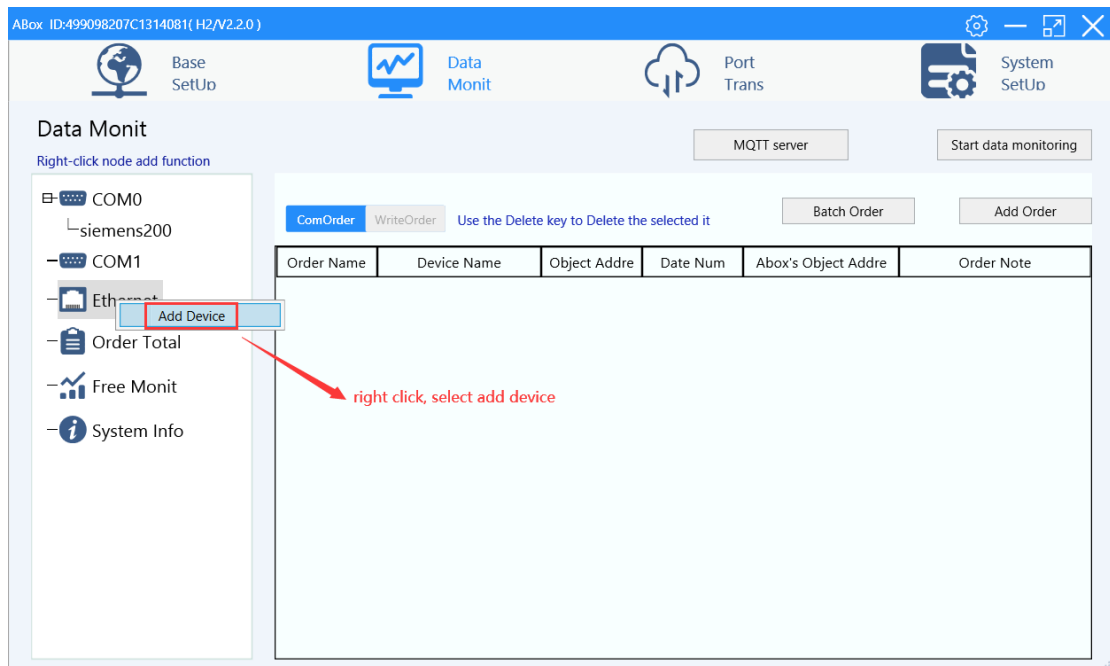 ABox ID:499098207C1314081( H2/V2.2.0 )
Base
SetUp
Data
Monit
Port
Trans
System
SetUp
Data Monit
Right-click node add function
MQTT server
Start data monitoring
COM0
siemens200
COM1
Ethernet
Add Device
Order Total
Free Monit
System Info
ComOrder
WriteOrder
Use the Delete key to Delete the selected it
Batch Order
Add Order
Order Name
Device Name
Object Addre
Date Num
Abox's Object Addre
Order Note
right click, select add device